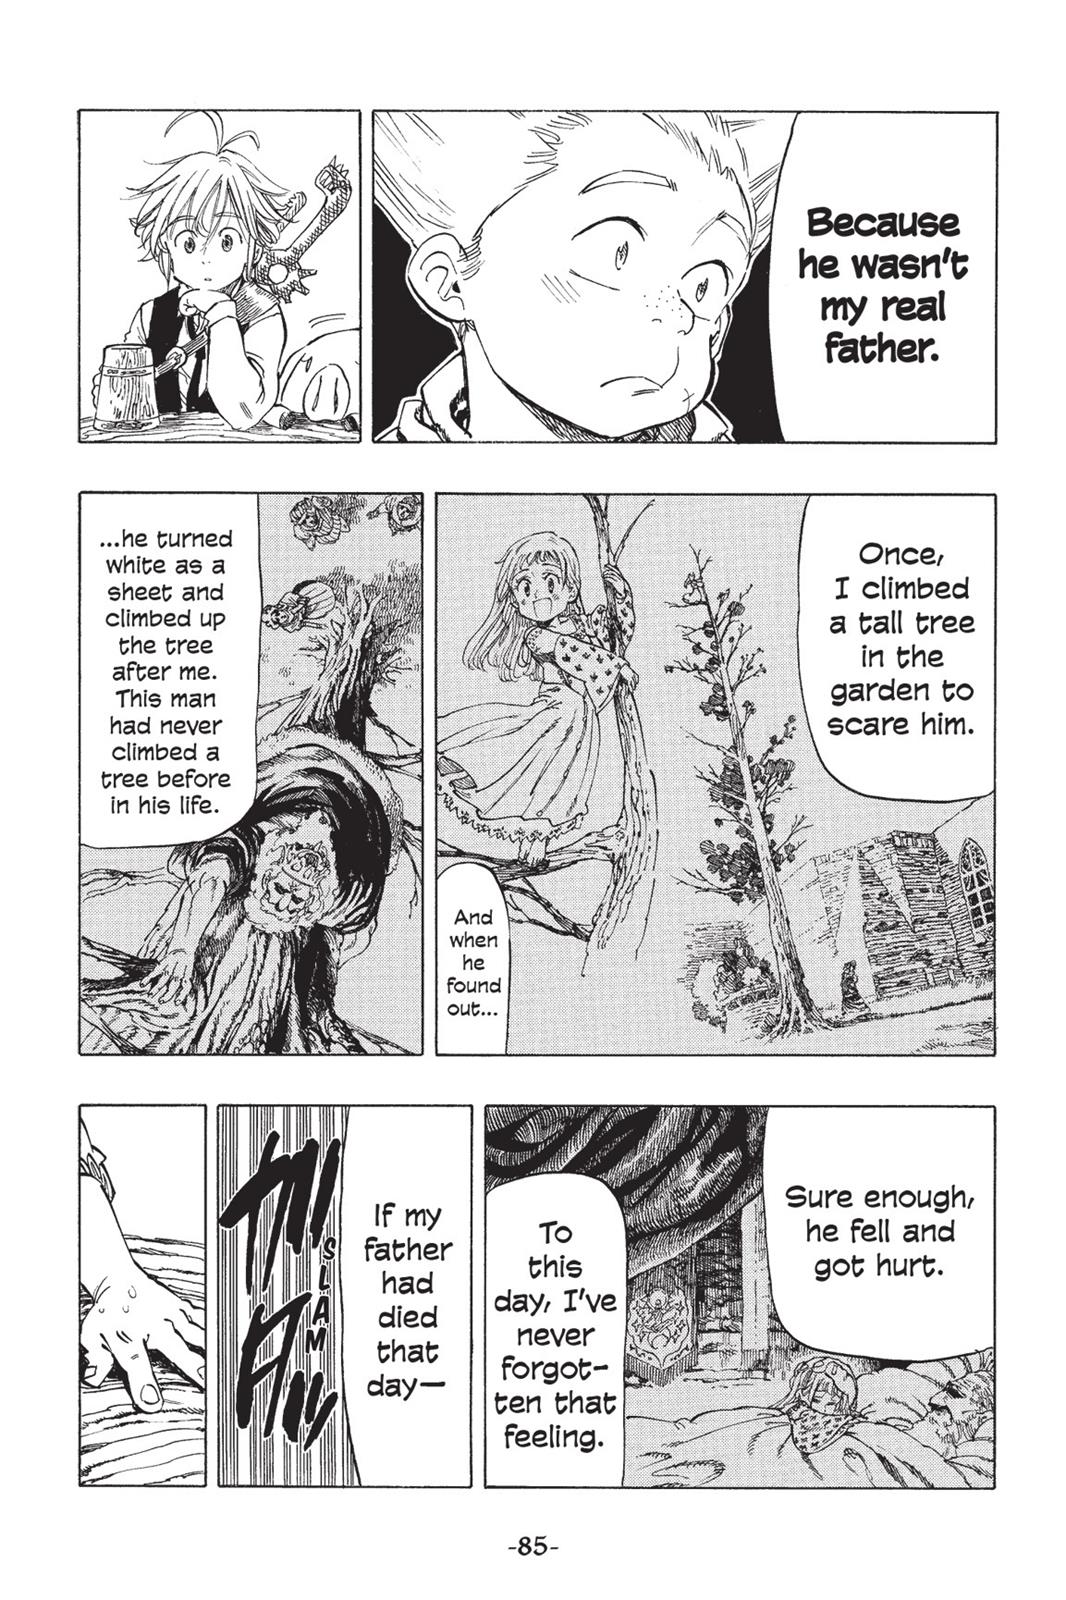 Because
he wasn't
my real
father.
Once,
I climbed
a tall tree
in the
garden to
scare him.
And
when
he
found
out...
...he turned
white as a
sheet and
climbed up
the tree
after me.
This man
had never
climbed a
tree before
in his life.
Sure enough,
he fell and
got hurt.
To
this
day, I've
never
forgot-
ten that
feeling.
If my
father
had
died
that
day—
SLAM
-85-